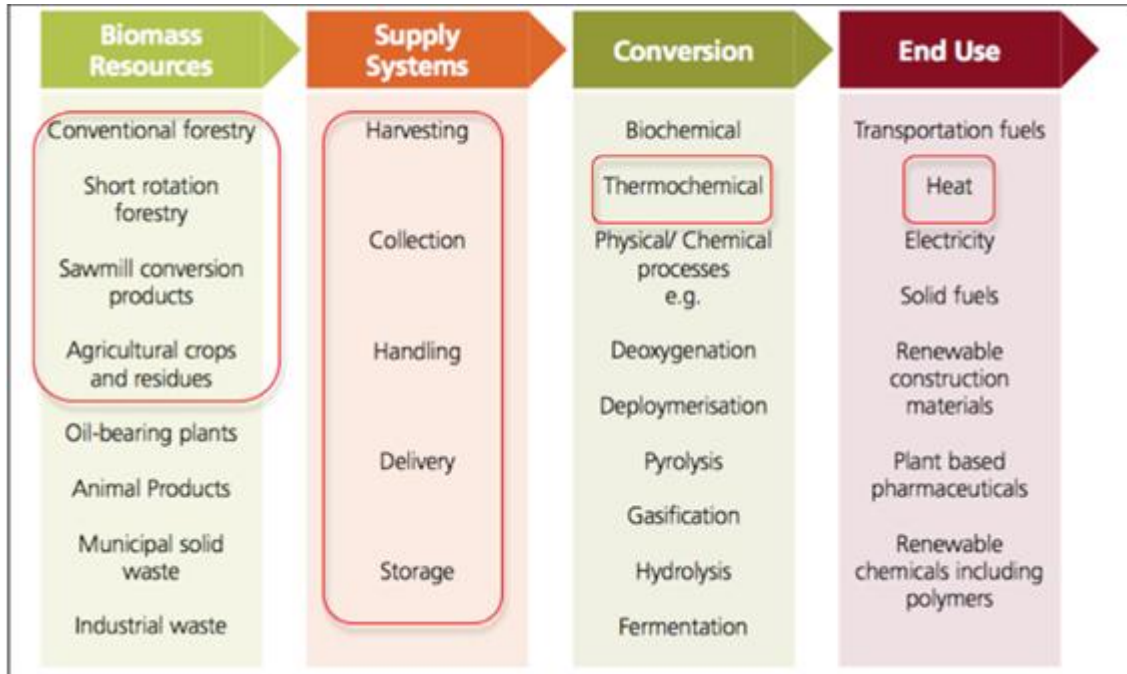 Biomass
Resources
Supply
Systems
Conversion
End Use
Conventional forestry
Short rotation
forestry
Sawmill conversion
products
Agricultural crops
and residues
Oil-bearing plants
Animal Products
Municipal solid
waste
Industrial waste
Harvesting
Collection
Handling
Delivery
Storage
Biochemical
Thermochemical
Physical/ Chemical
processes
e.g.
Deoxygenation
Deploymerisation
Pyrolysis
Gasification
Hydrolysis
Fermentation
Transportation fuels
Heat
Electricity
Solid fuels
Renewable
construction
materials
Plant based
pharmaceuticals
Renewable
chemicals including
polymers